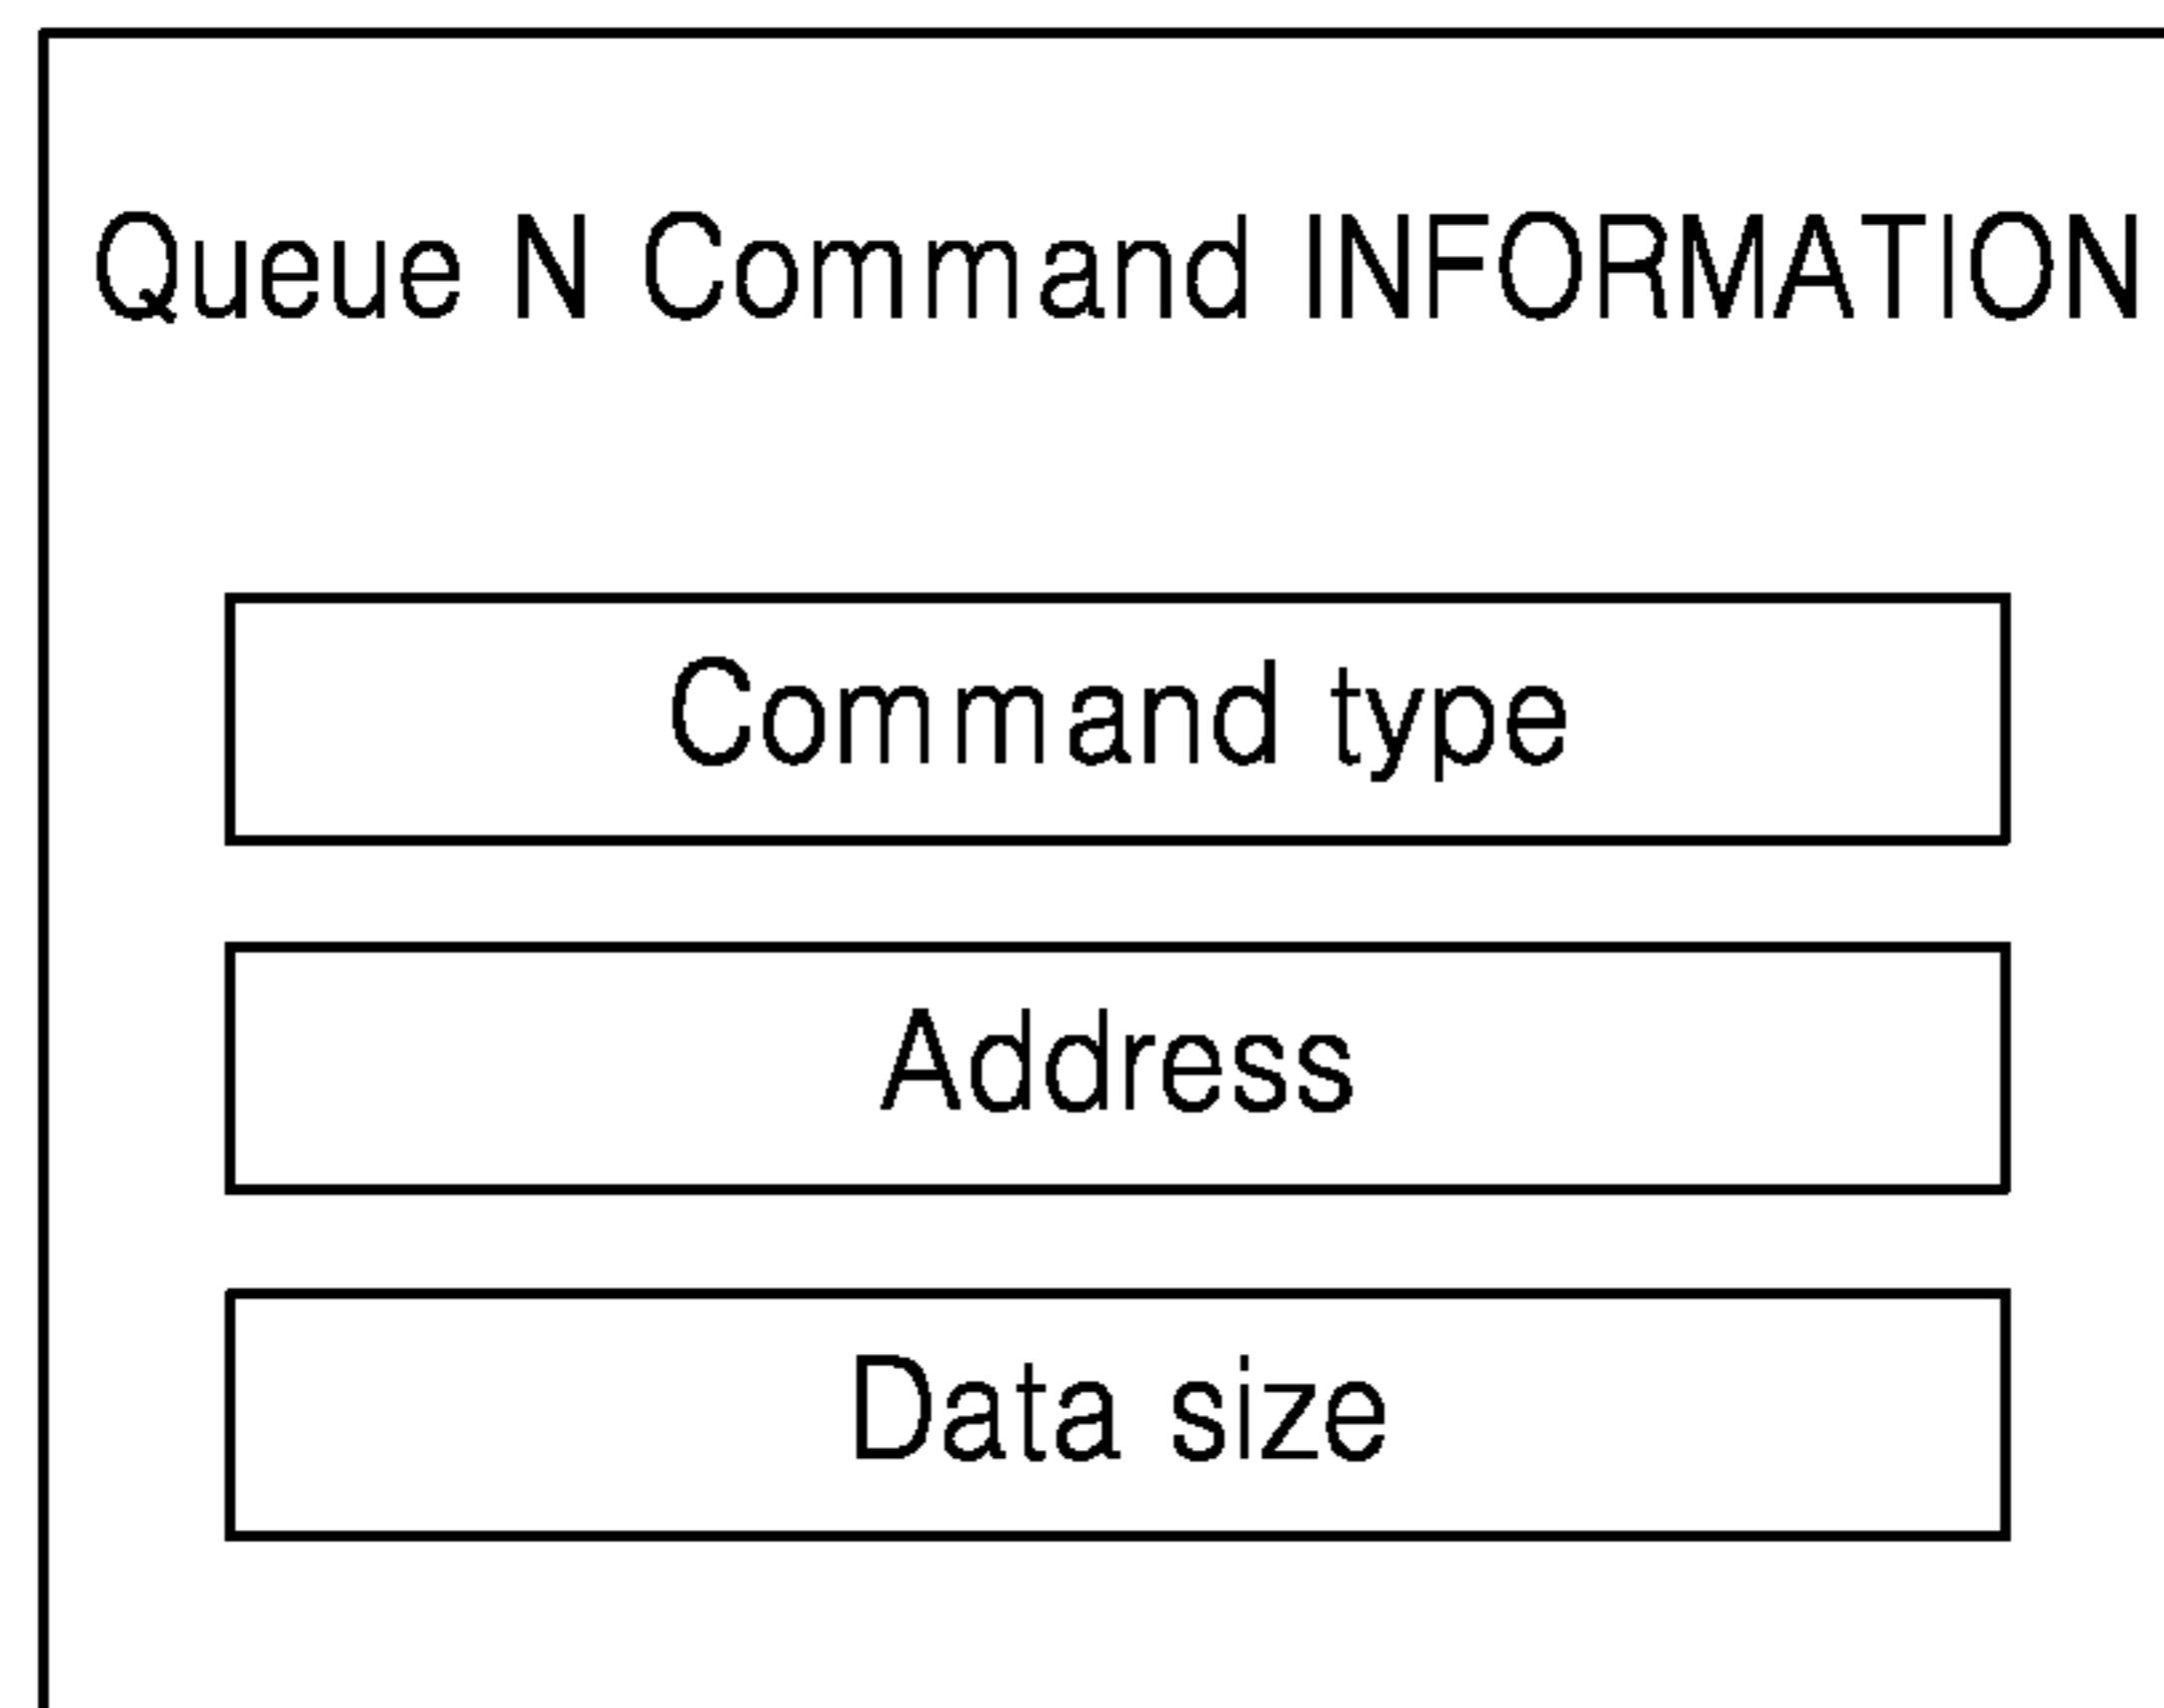 Queue N Command INFORMATION
Command type
Address
Data size